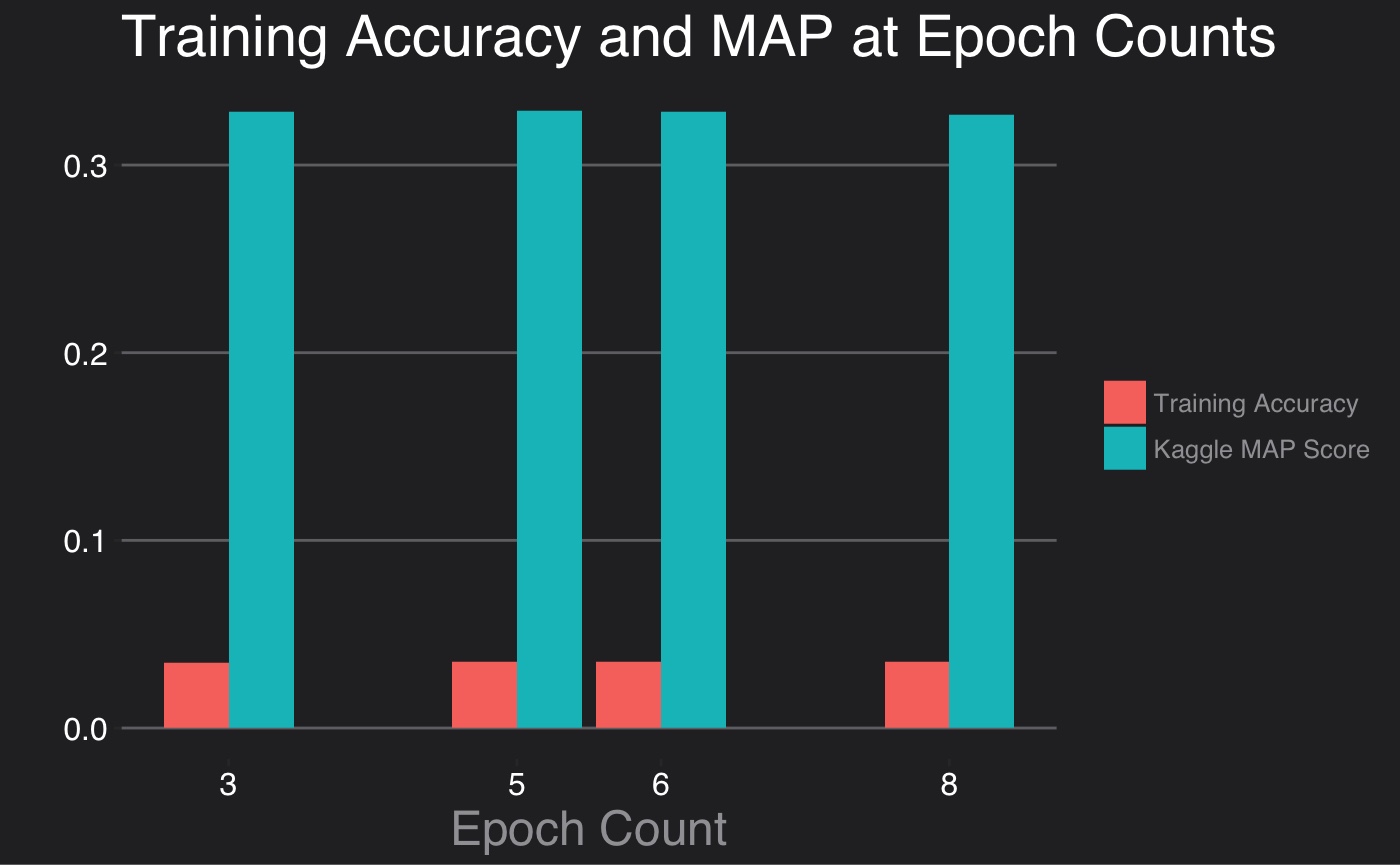 Training Accuracy and MAP at Epoch Counts
0.3
0.2
0.1
0.0
Training Accuracy
Kaggle MAP Score
3 5 6 8
Epoch Count